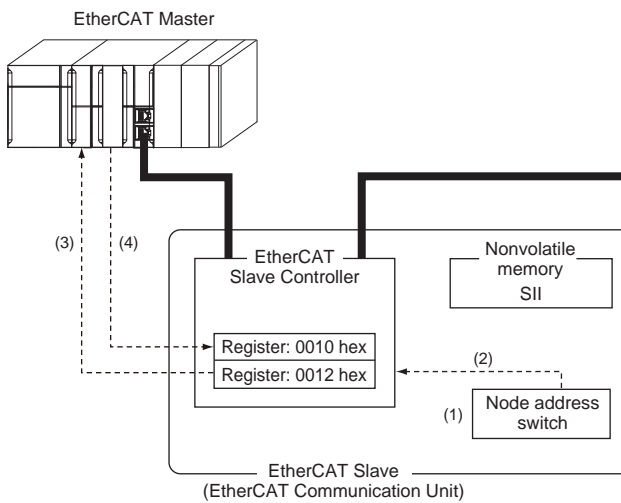 EtherCAT Master
(3)
(4)
EtherCAT
Slave Controller
Nonvolatile
memory
SII
Register: 0010 hex
Register: 0012 hex
(2)
(1)
Node address
switch
EtherCAT Slave
(EtherCAT Communication Unit)